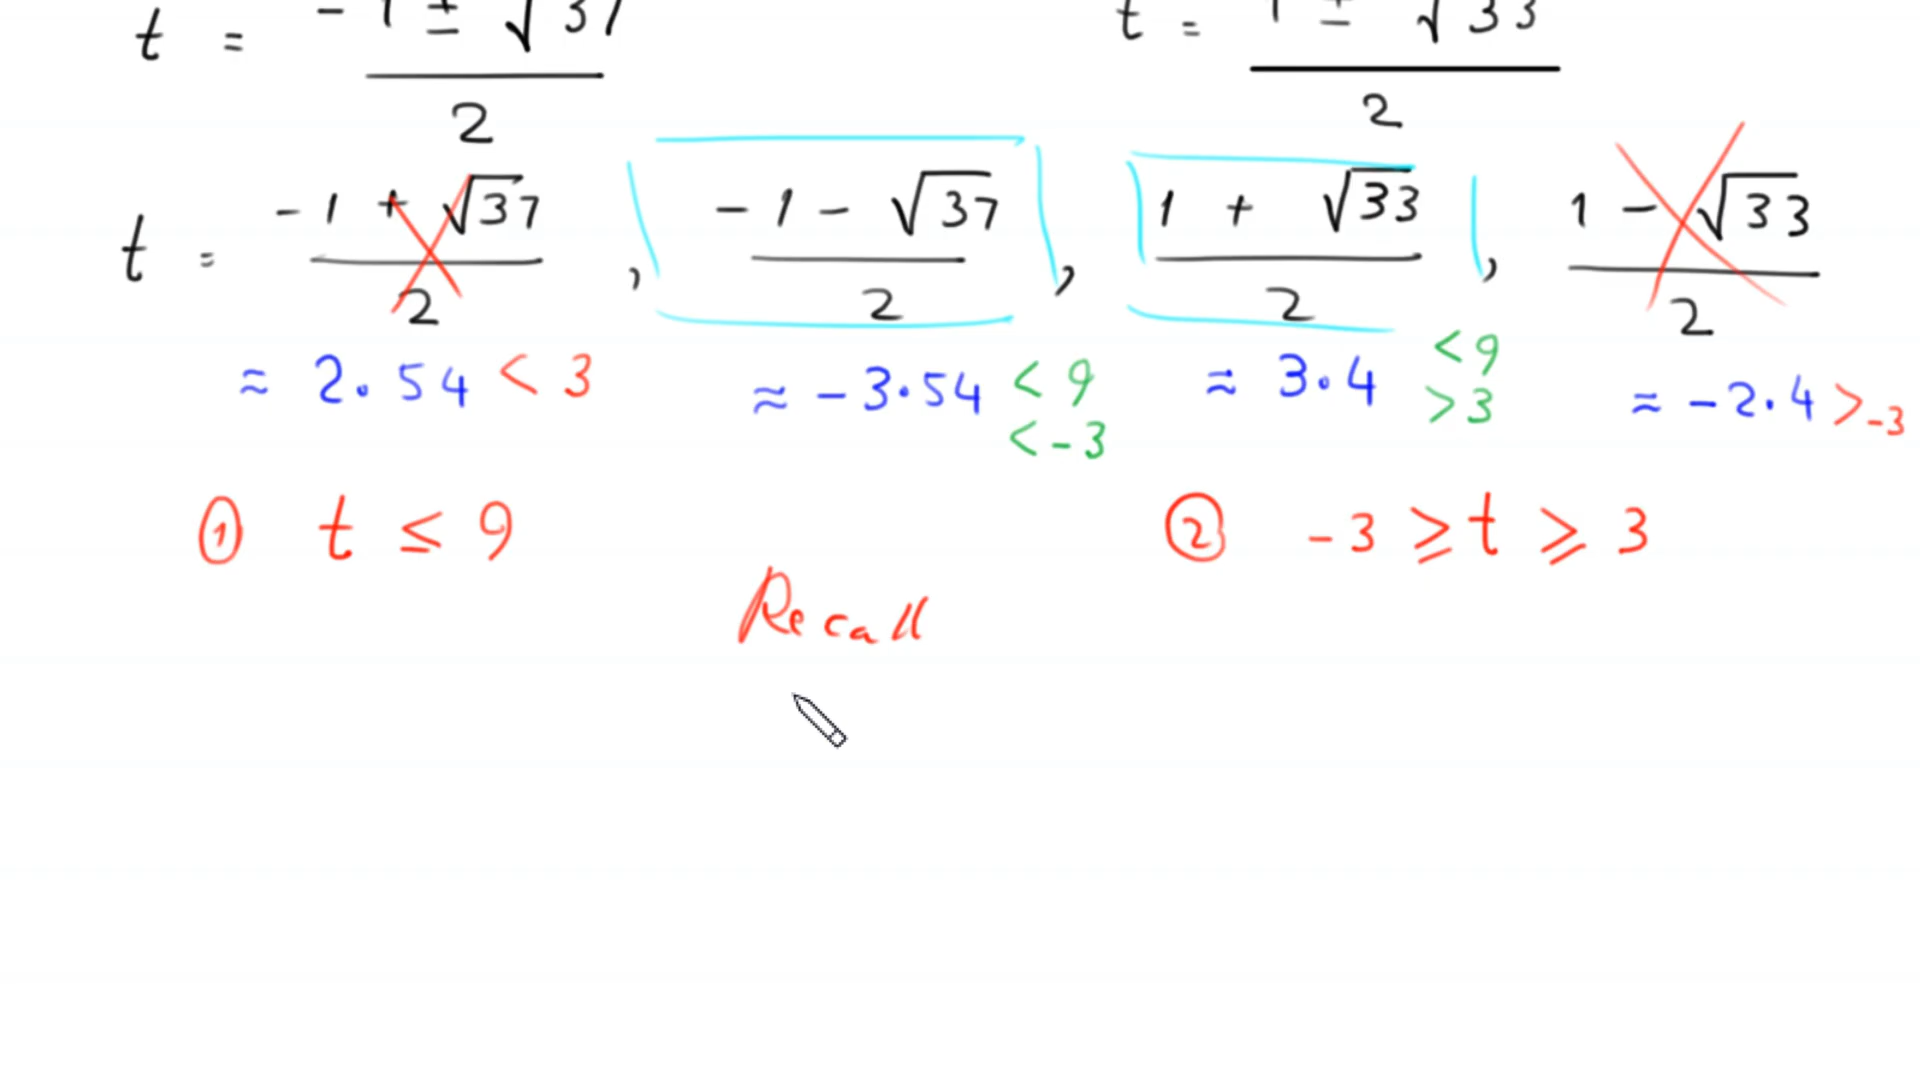 t = (-1 ± √37)/2
t = (1 ± √33)/2
t = (-1 + √37)/2 , (-1 - √37)/2 , (1 + √33)/2 , (1 - √33)/2
≈ 2.54 < 3
≈ -3.54 < 9
< -3
≈ 3.4 < 9
> 3
≈ -2.4 > -3
① t ≤ 9
② -3 ≥ t ≥ 3
Recall